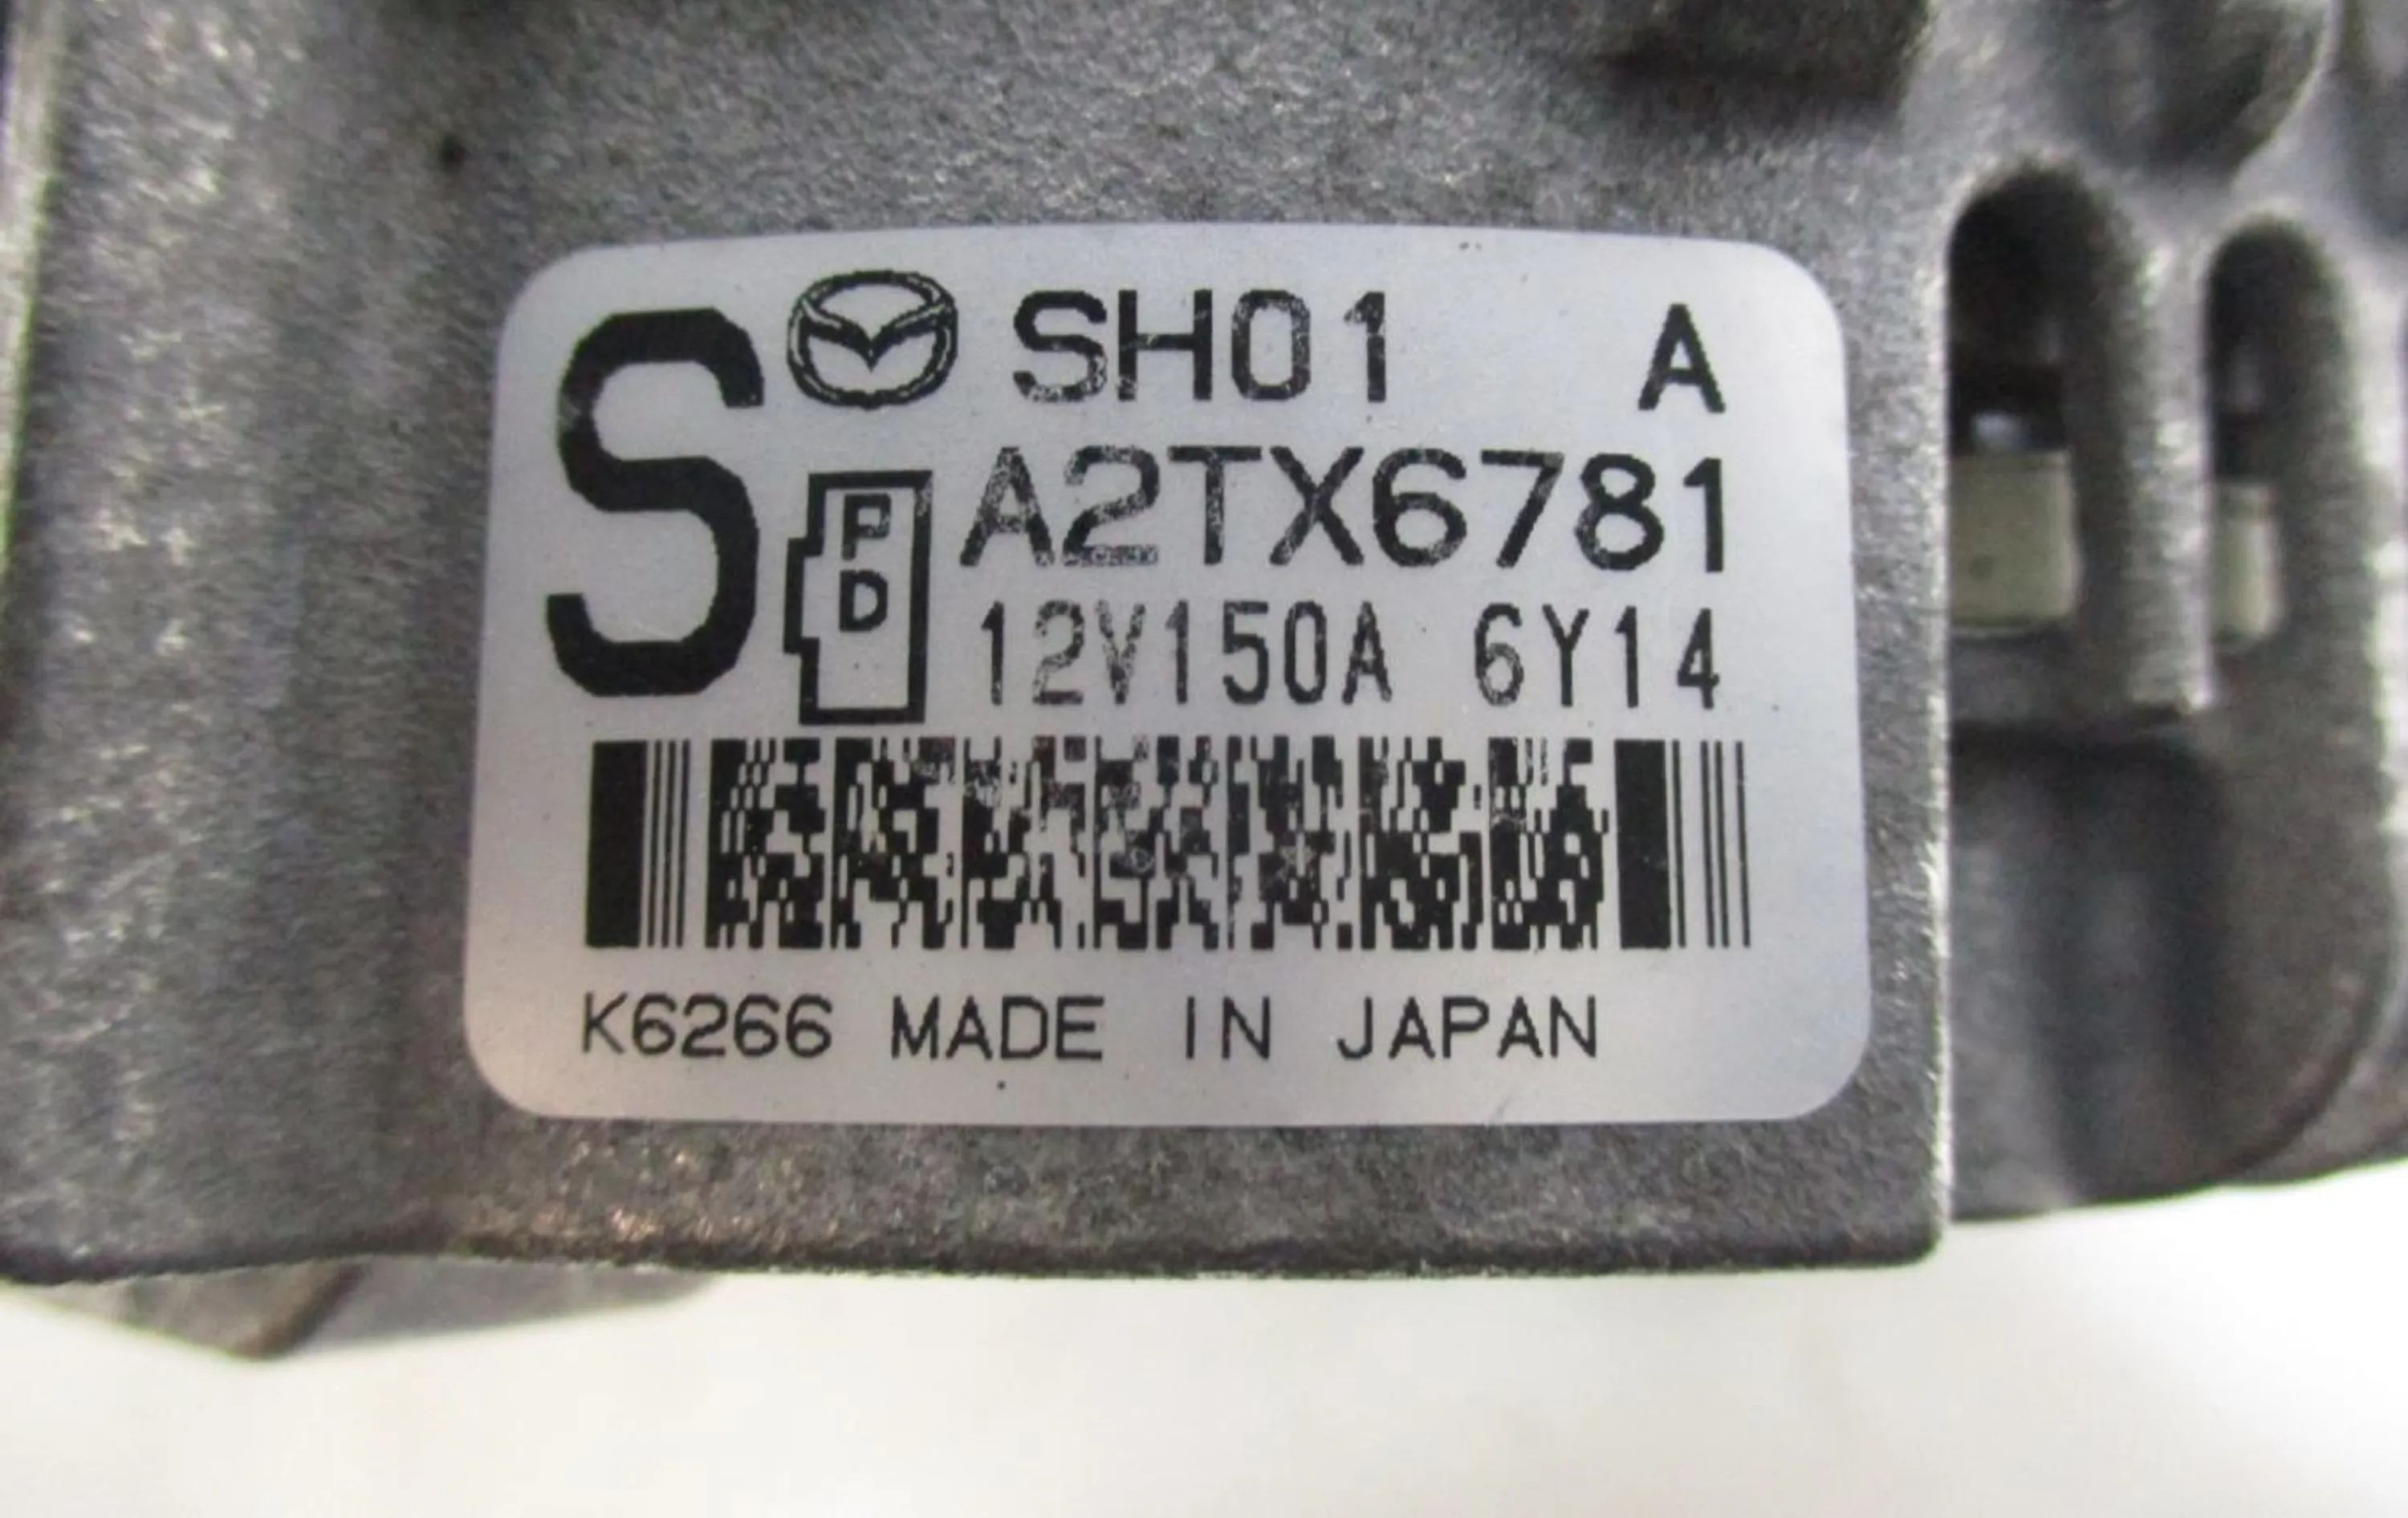 S SH01 A
P A2TX6781
D
12V150A 6Y14
K6266 MADE IN JAPAN